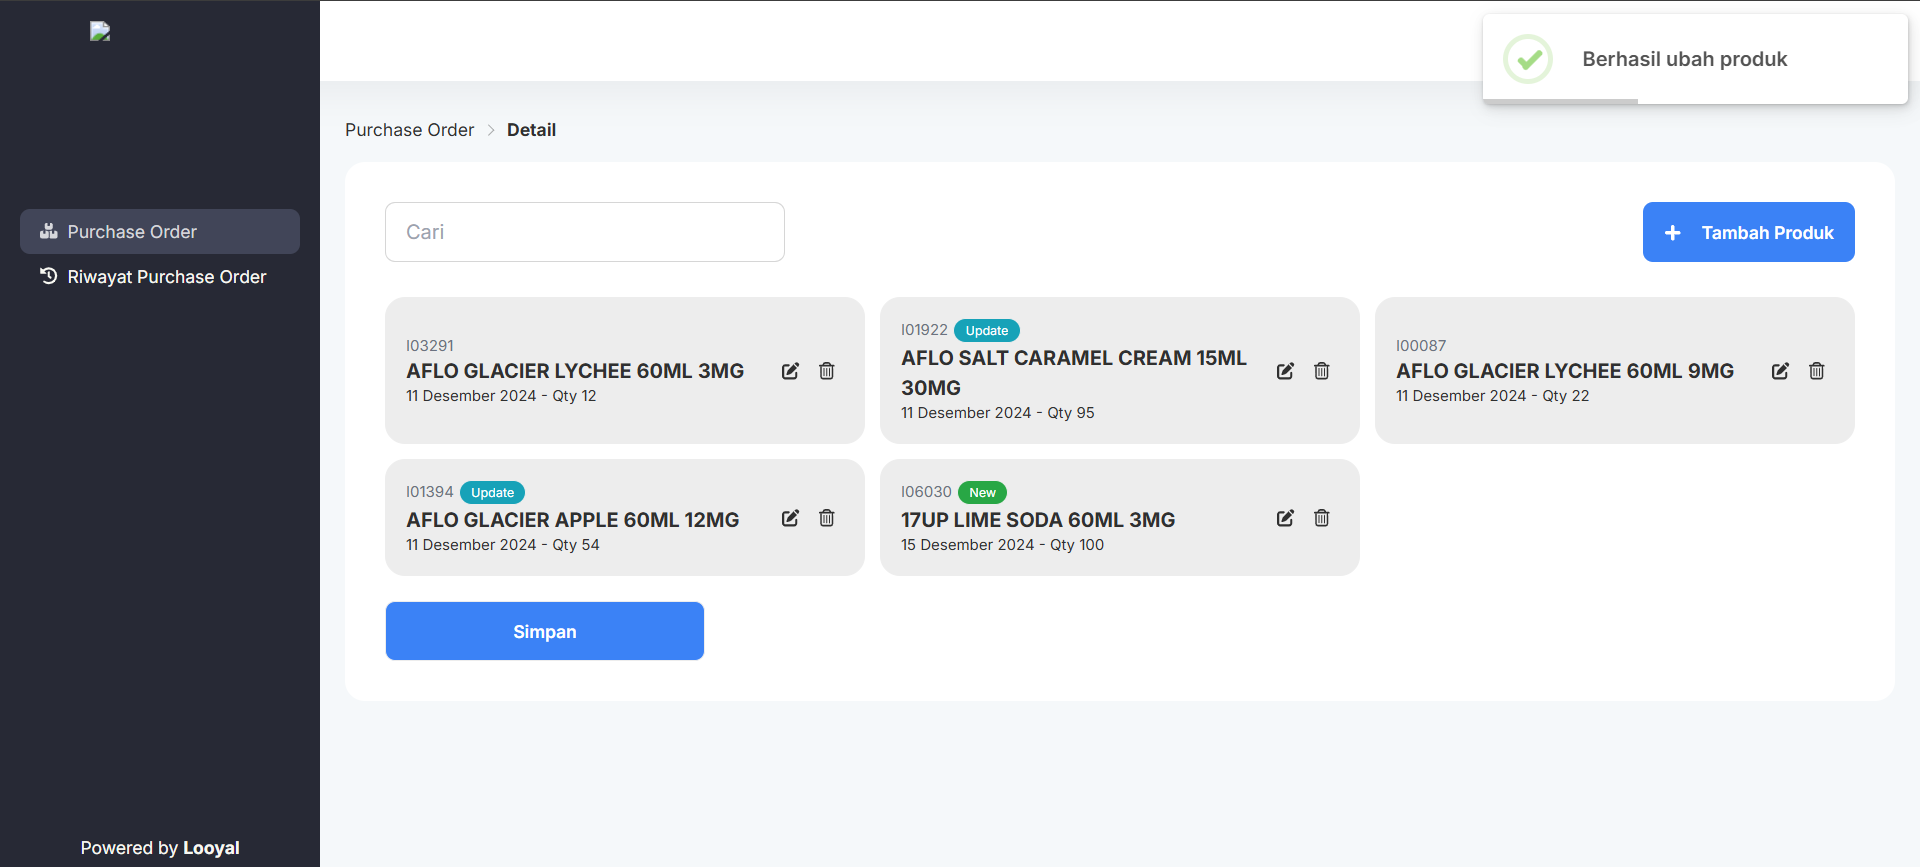 Berhasil ubah produk
Purchase Order > Detail
Purchase Order
Riwayat Purchase Order
Cari
Tambah Produk
I03291
AFLO GLACIER LYCHEE 60ML 3MG
11 Desember 2024 - Qty 12
I01922 Update
AFLO SALT CARAMEL CREAM 15ML
30MG
11 Desember 2024 - Qty 95
I00087
AFLO GLACIER LYCHEE 60ML 9MG
11 Desember 2024 - Qty 22
I01394 Update
AFLO GLACIER APPLE 60ML 12MG
11 Desember 2024 - Qty 54
I06030 New
17UP LIME SODA 60ML 3MG
15 Desember 2024 - Qty 100
Simpan
Powered by Looyal